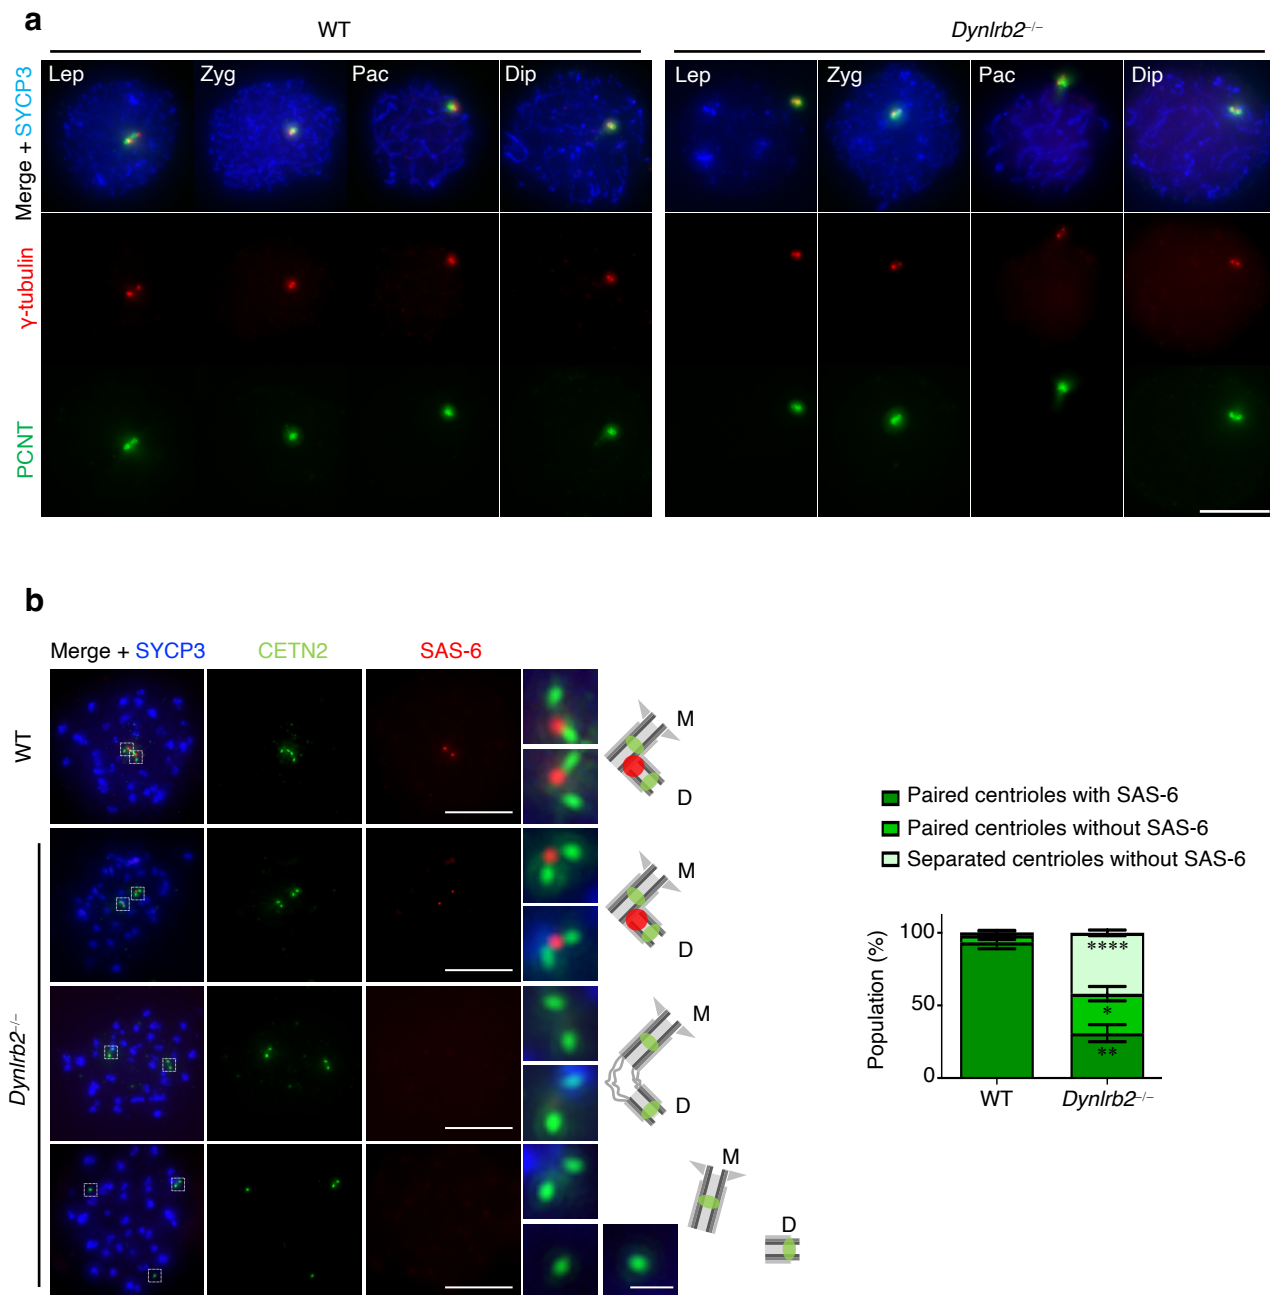 a
WT
Dynlrb2–/–
Merge + SYCP3
Lep Zyg Pac Dip
Lep Zyg Pac Dip
γ-tubulin
PCNT
b
Merge + SYCP3 CETN2 SAS-6
WT
M
D
Dynlrb2–/–
M
D
M
D
M
D
Paired centrioles with SAS-6
Paired centrioles without SAS-6
Separated centrioles without SAS-6
Population (%)
100
50
0
****
*
**
WT Dynlrb2–/–